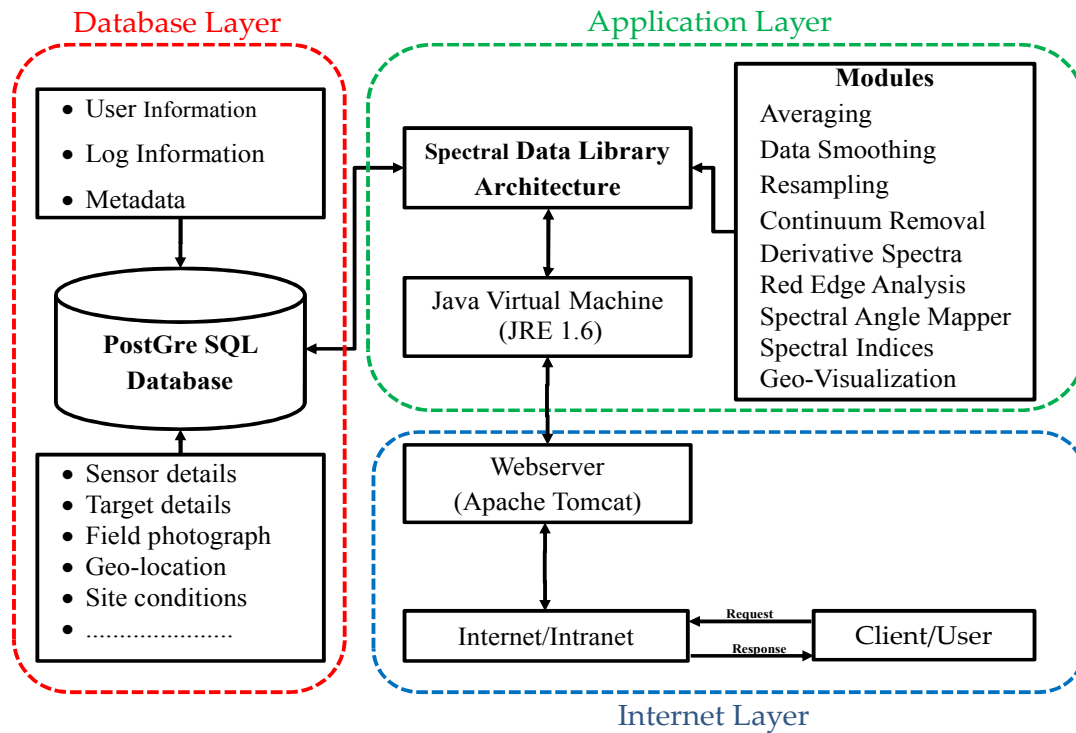 Database Layer
• User Information
• Log Information
• Metadata
PostGre SQL
Database
• Sensor details
• Target details
• Field photograph
• Geo-location
• Site conditions
• ......................
Application Layer
Spectral Data Library
Architecture
Java Virtual Machine
(JRE 1.6)
Modules
Averaging
Data Smoothing
Resampling
Continuum Removal
Derivative Spectra
Red Edge Analysis
Spectral Angle Mapper
Spectral Indices
Geo-Visualization
Webserver
(Apache Tomcat)
Internet/Intranet
Request
Response
Client/User
Internet Layer